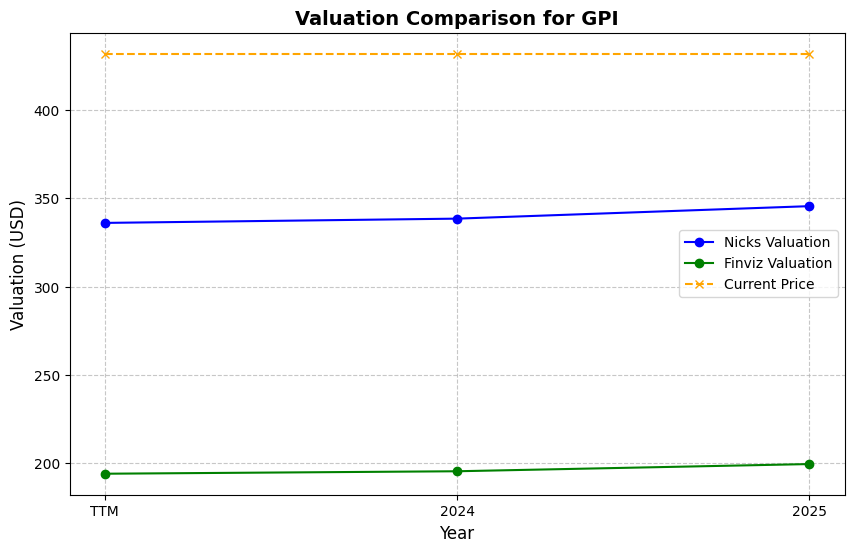 Valuation Comparison for GPI
Valuation (USD)
400
350
300
250
200
Nicks Valuation
Finviz Valuation
Current Price
TTM
2024
2025
Year